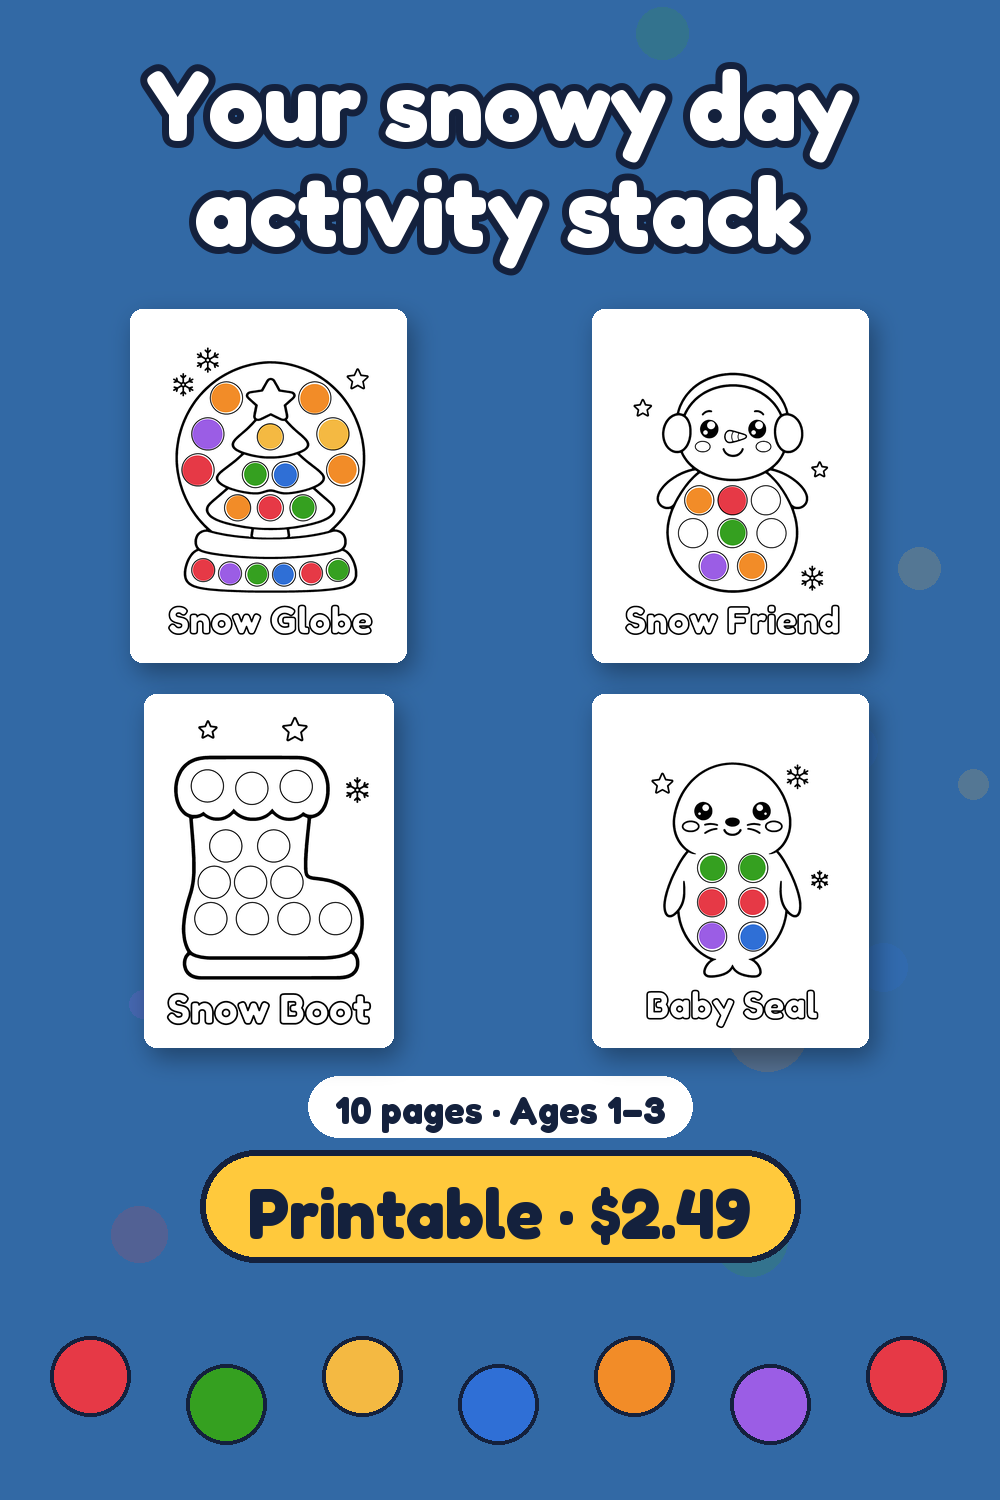 Your snowy day
activity stack
Snow Globe
Snow Friend
Snow Boot
Baby Seal
10 pages · Ages 1–3
Printable · $2.49